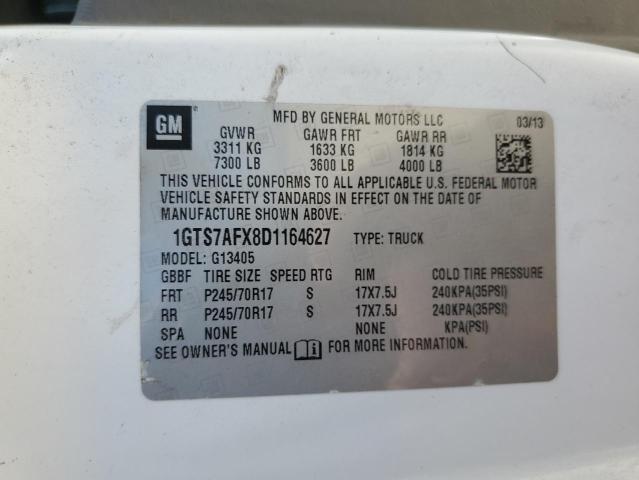 GM
MFD BY GENERAL MOTORS LLC 03/13
GVWR GAWR FRT GAWR RR
3311 KG 1633 KG 1814 KG
7300 LB 3600 LB 4000 LB
THIS VEHICLE CONFORMS TO ALL APPLICABLE U.S. FEDERAL MOTOR
VEHICLE SAFETY STANDARDS IN EFFECT ON THE DATE OF
MANUFACTURE SHOWN ABOVE.
1GTS7AFX8D1164627 TYPE: TRUCK
MODEL: G13405
GBBF TIRE SIZE SPEED RTG RIM COLD TIRE PRESSURE
FRT P245/70R17 S 17X7.5J 240KPA(35PSI)
RR P245/70R17 S 17X7.5J 240KPA(35PSI)
SPA NONE NONE KPA(PSI)
SEE OWNER'S MANUAL FOR MORE INFORMATION.